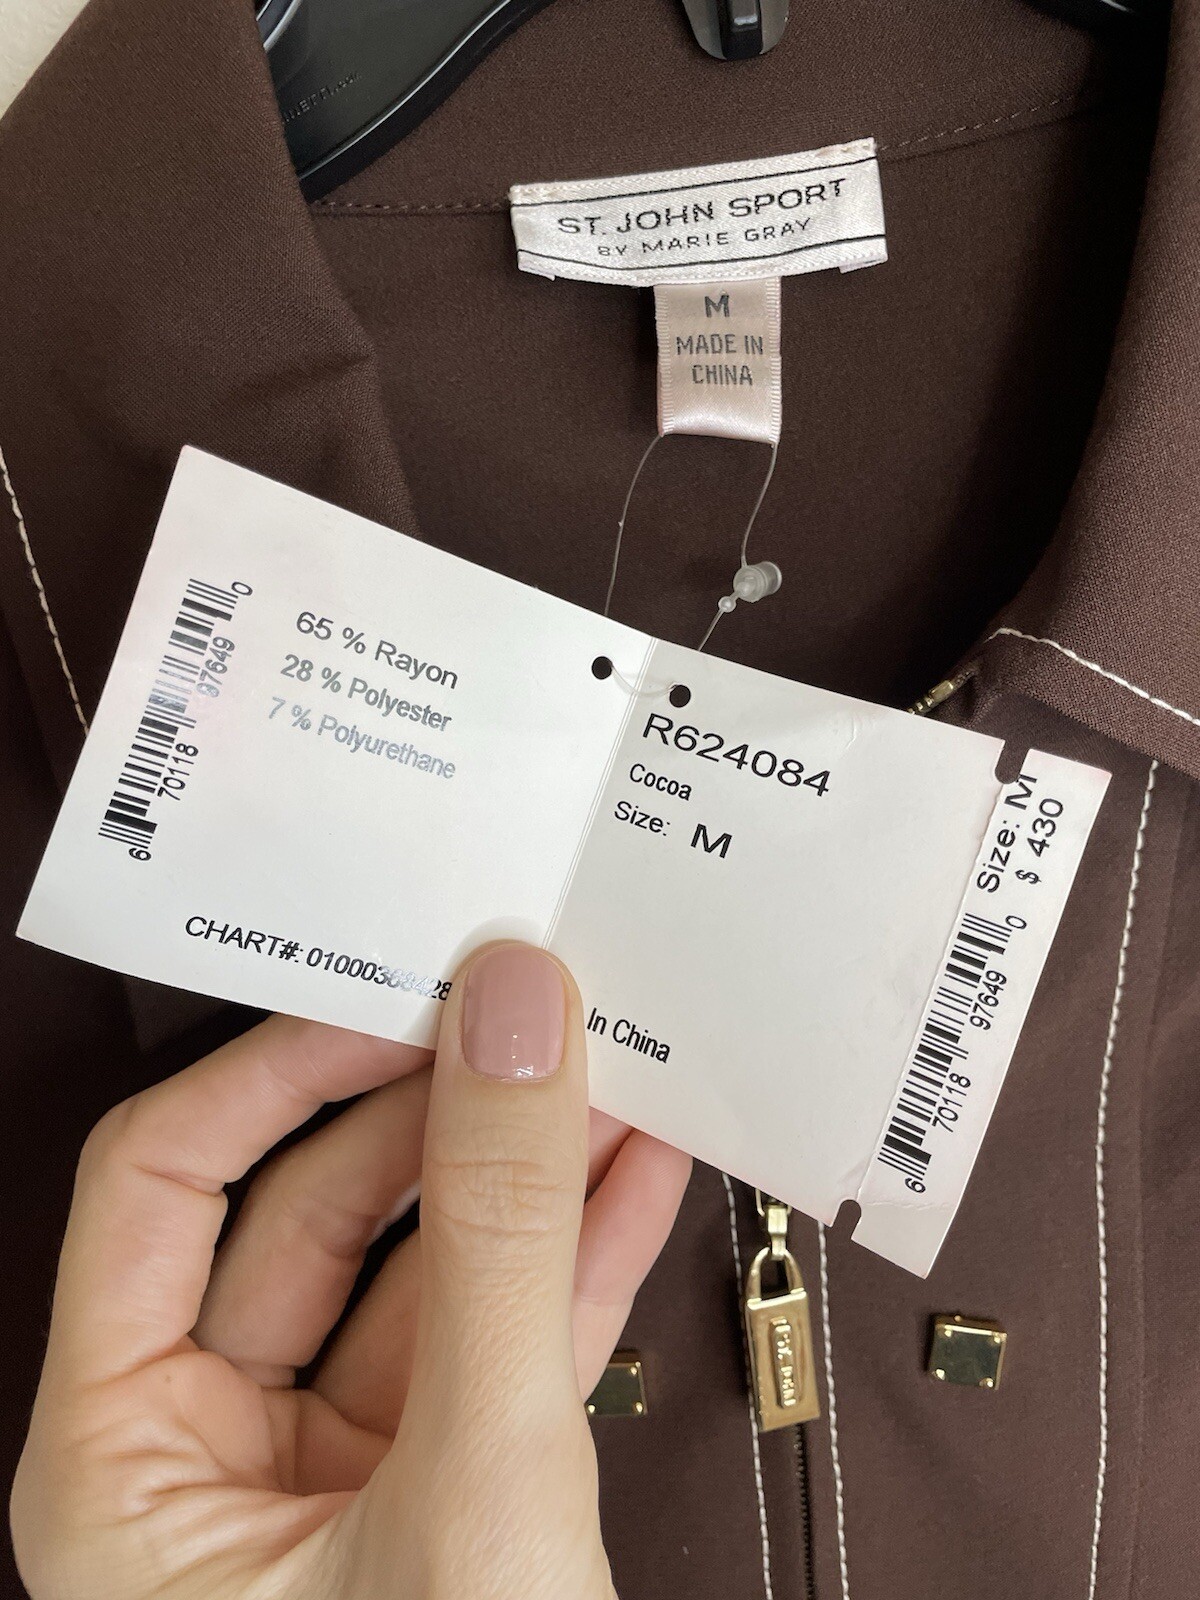 ST. JOHN SPORT
BY MARIE GRAY
M
MADE IN
CHINA
65 % Rayon
28 % Polyester
7 % Polyurethane
6 70118 97649 0
CHART#:
R624084
Cocoa
Size: M
In China
Size: M
$ 430
6 70118 97649 0